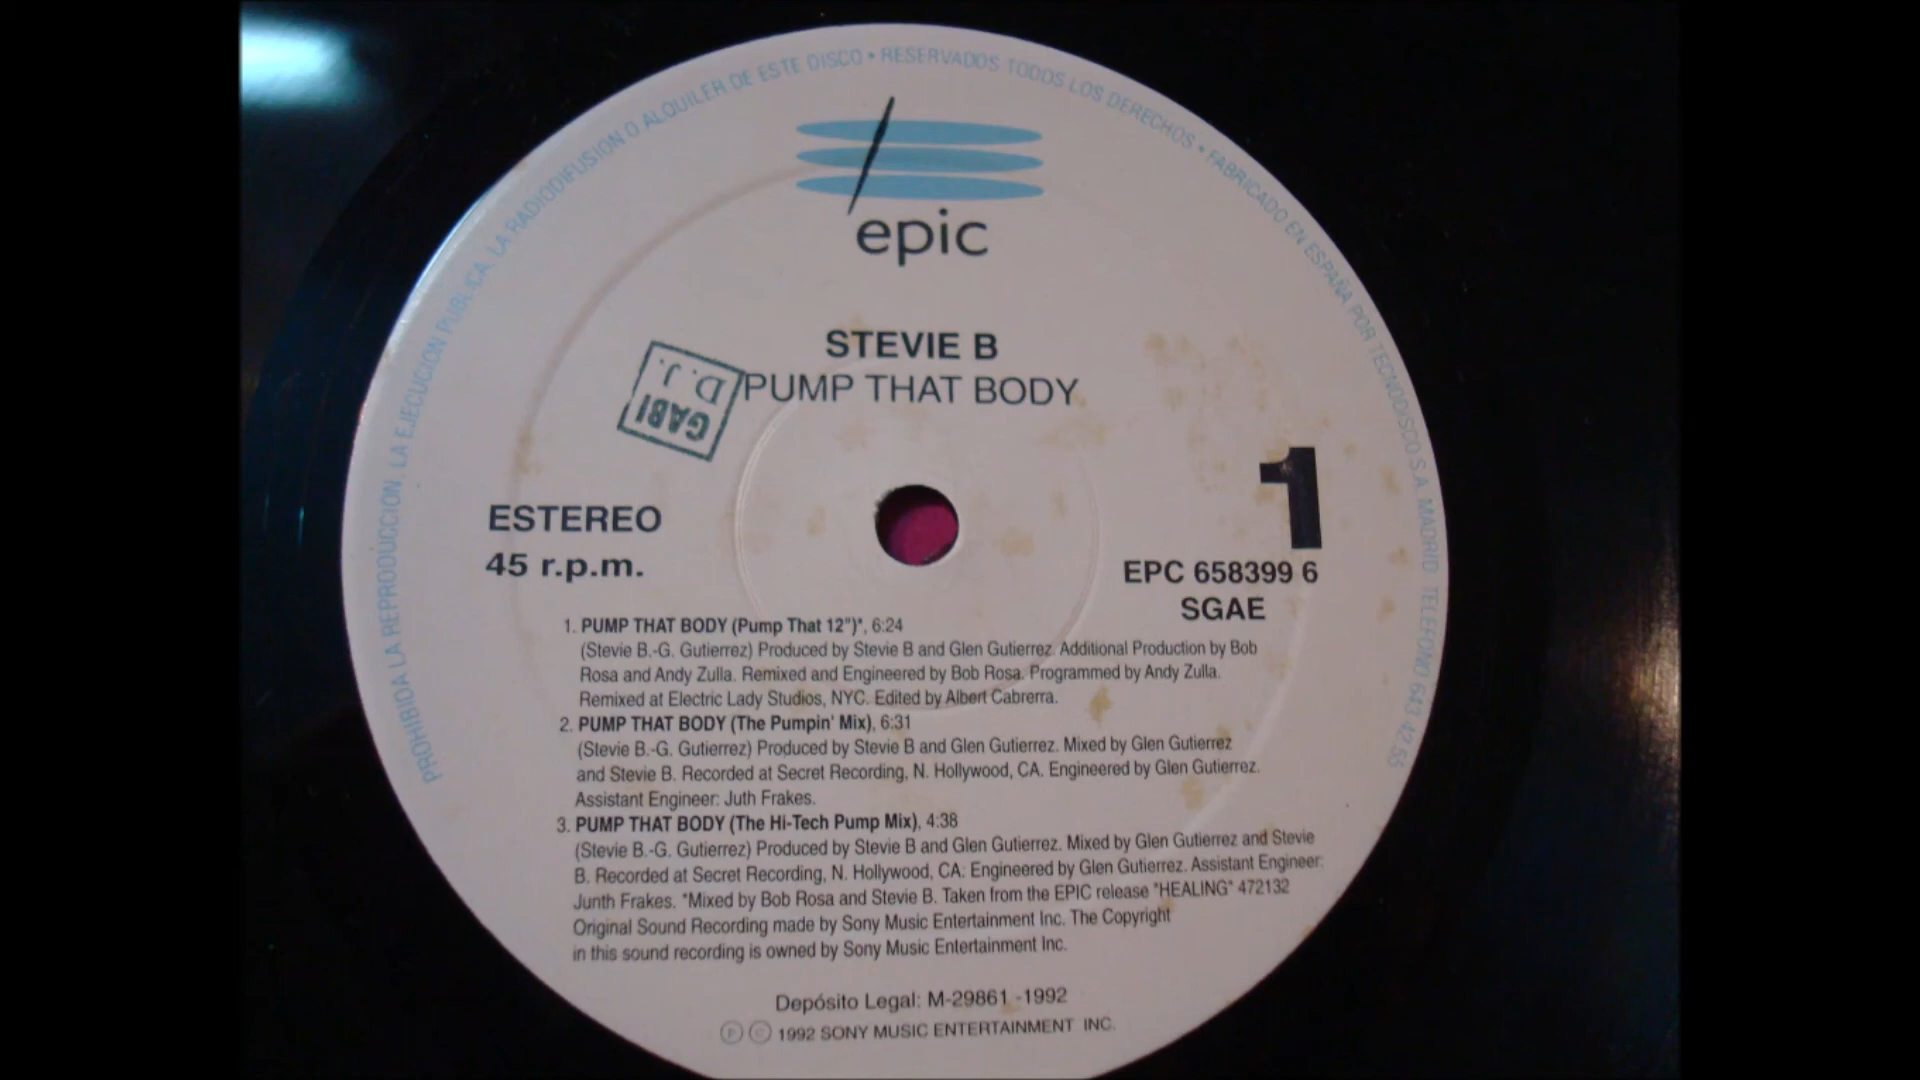 PROHIBIDA LA REPRODUCCION, LA EJECUCION PUBLICA, LA RADIODIFUSION O ALQUILER DE ESTE DISCO • RESERVADOS TODOS LOS DERECHOS • FABRICADO EN ESPAÑA POR TECNODISCO S.A. MADRID TELEFONO 643 42 55
epic
STEVIE B
PUMP THAT BODY
GABI
D.J.
1
ESTEREO
45 r.p.m.
EPC 658399 6
SGAE
1. PUMP THAT BODY (Pump That 12")*, 6:24
(Stevie B.-G. Gutierrez) Produced by Stevie B and Glen Gutierrez. Additional Production by Bob
Rosa and Andy Zulla. Remixed and Engineered by Bob Rosa. Programmed by Andy Zulla.
Remixed at Electric Lady Studios, NYC. Edited by Albert Cabrerra.
2. PUMP THAT BODY (The Pumpin' Mix), 6:31
(Stevie B.-G. Gutierrez) Produced by Stevie B and Glen Gutierrez. Mixed by Glen Gutierrez
and Stevie B. Recorded at Secret Recording, N. Hollywood, CA. Engineered by Glen Gutierrez.
Assistant Engineer: Juth Frakes.
3. PUMP THAT BODY (The Hi-Tech Pump Mix), 4:38
(Stevie B.-G. Gutierrez) Produced by Stevie B and Glen Gutierrez. Mixed by Glen Gutierrez and Stevie
B. Recorded at Secret Recording, N. Hollywood, CA: Engineered by Glen Gutierrez. Assistant Engineer:
Junth Frakes. *Mixed by Bob Rosa and Stevie B. Taken from the EPIC release "HEALING" 472132
Original Sound Recording made by Sony Music Entertainment Inc. The Copyright
in this sound recording is owned by Sony Music Entertainment Inc.
Depósito Legal: M-29861 -1992
Ⓟ Ⓒ 1992 SONY MUSIC ENTERTAINMENT INC.